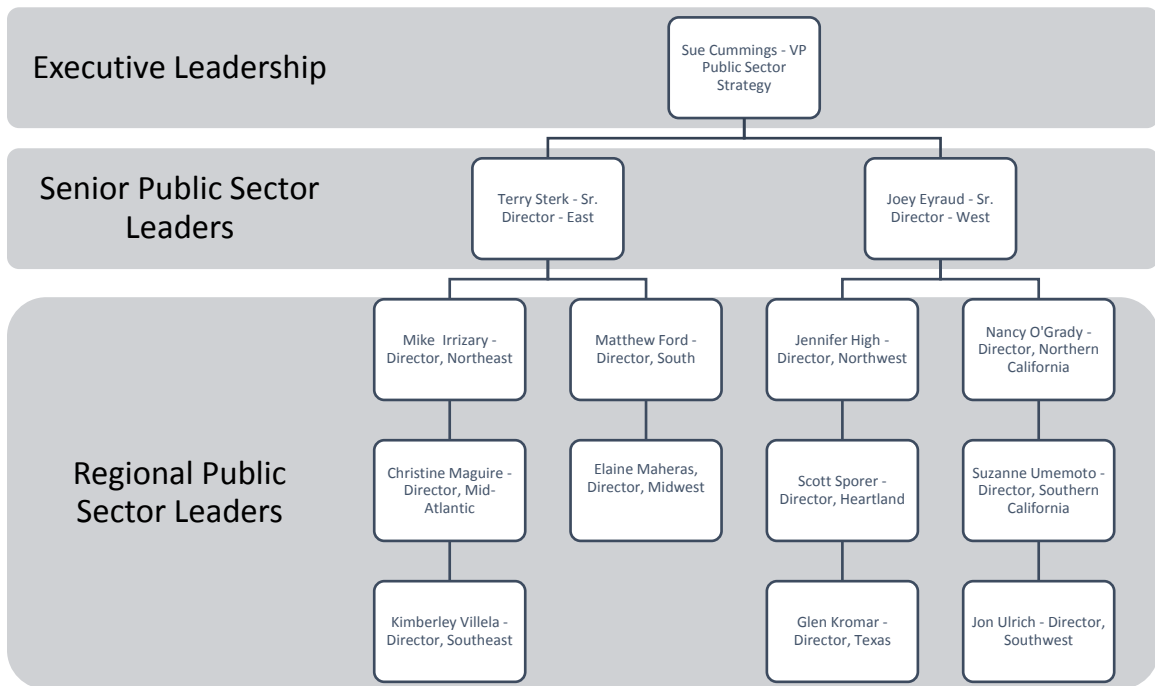 Executive Leadership
Sue Cummings - VP
Public Sector
Strategy
Senior Public Sector
Leaders
Terry Sterk - Sr.
Director - East
Joey Eyraud - Sr.
Director - West
Regional Public
Sector Leaders
Mike  Irrizary -
Director, Northeast
Matthew Ford -
Director, South
Jennifer High -
Director, Northwest
Nancy O'Grady -
Director, Northern
California
Christine Maguire -
Director, Mid-
Atlantic
Elaine Maheras,
Director, Midwest
Scott Sporer -
Director, Heartland
Suzanne Umemoto -
Director, Southern
California
Kimberley Villela -
Director, Southeast
Glen Kromar -
Director, Texas
Jon Ulrich - Director,
Southwest